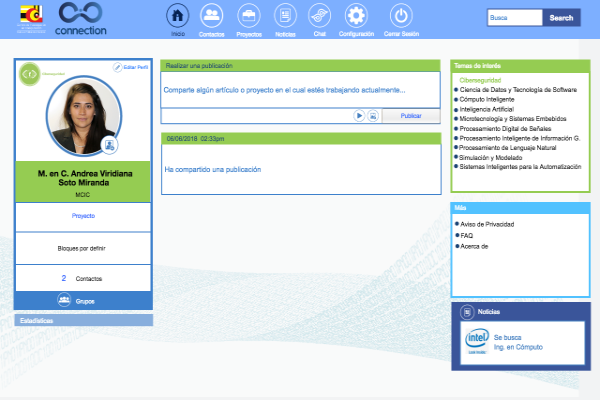 connection
Inicio
Contactos
Proyectos
Noticias
Chat
Configuración
Cerrar Sesión
Busca
Search
Editar Perfil
Ciberseguridad
M. en C. Andrea Viridiana
Soto Miranda
MCIC
Proyecto
Bloques por definir
2 Contactos
Grupos
Estadísticas
Realizar una publicación
Comparte algún artículo o proyecto en el cual estés trabajando actualmente...
Publicar
06/06/2018 02:33pm
Ha compartido una publicación
Temas de interés
Ciberseguridad
Ciencia de Datos y Tecnología de Software
Cómputo Inteligente
Inteligencia Artificial
Microtecnología y Sistemas Embebidos
Procesamiento Digital de Señales
Procesamiento Inteligente de Información G.
Procesamiento de Lenguaje Natural
Simulación y Modelado
Sistemas Inteligentes para la Automatización
Más
Aviso de Privacidad
FAQ
Acerca de
Noticias
intel
Se busca
Ing. en Cómputo